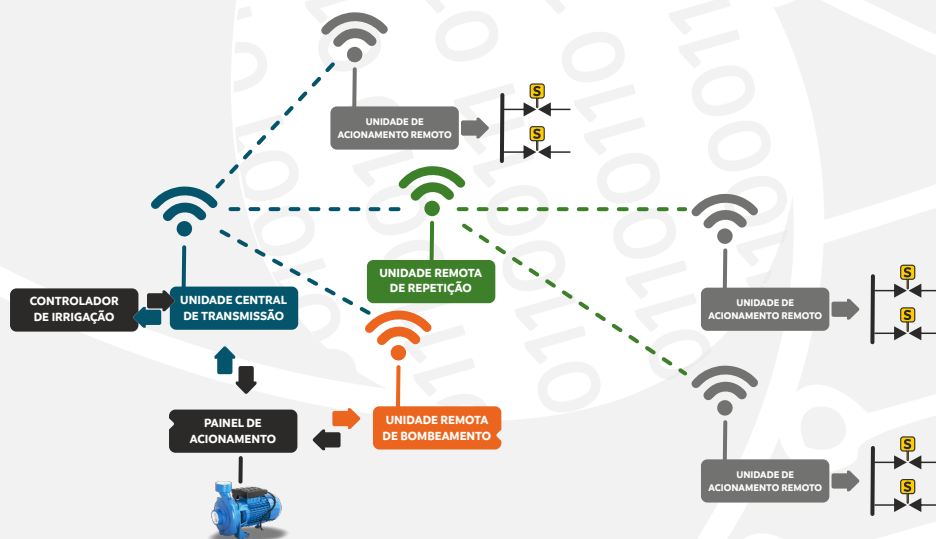 UNIDADE DE
ACIONAMENTO REMOTO
S
S
UNIDADE REMOTA
DE REPETIÇÃO
CONTROLADOR
DE IRRIGAÇÃO
UNIDADE CENTRAL
DE TRANSMISSÃO
UNIDADE DE
ACIONAMENTO REMOTO
S
S
PAINEL DE
ACIONAMENTO
UNIDADE REMOTA
DE BOMBEAMENTO
UNIDADE DE
ACIONAMENTO REMOTO
S
S